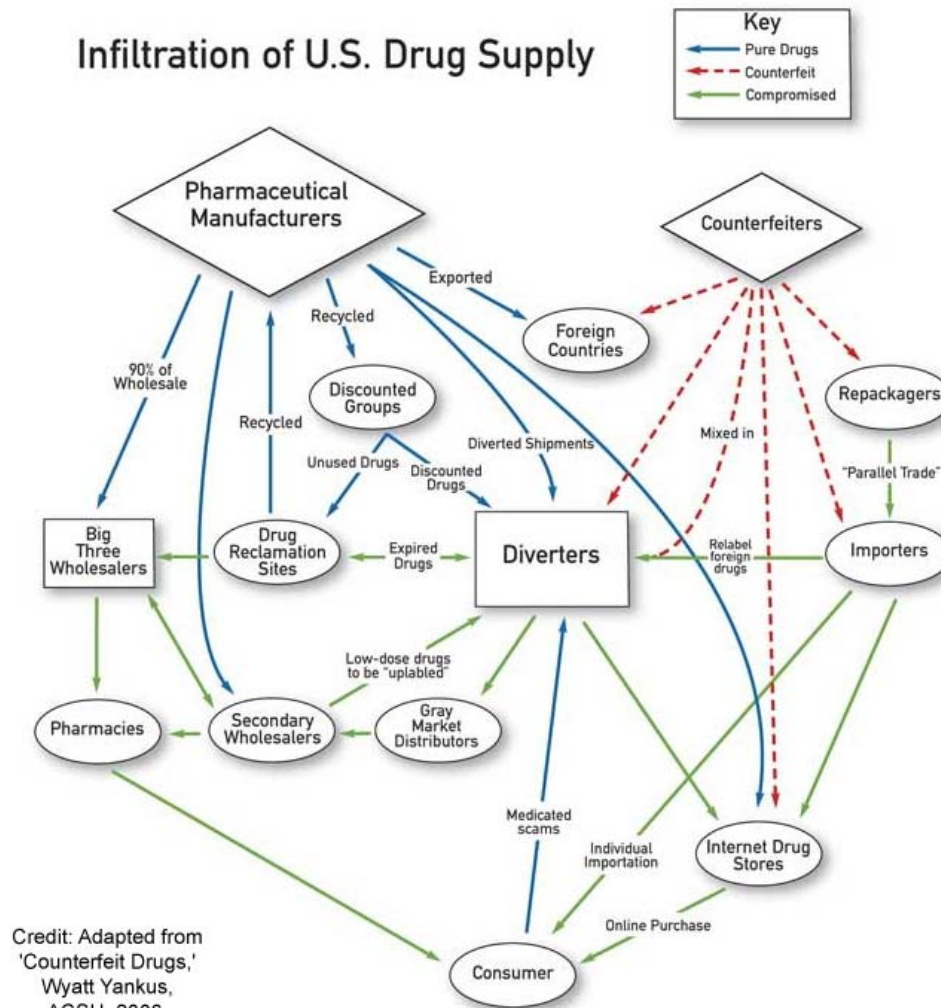 Infiltration of U.S. Drug Supply
Key
Pure Drugs
Counterfeit
Compromised
Pharmaceutical
Manufacturers
Counterfeiters
Exported
Recycled
Foreign
Countries
90% of
Wholesale
Discounted
Groups
Repackagers
Recycled
Mixed in
Diverted Shipments
Unused Drugs
Discounted
Drugs
"Parallel Trade"
Big
Three
Wholesalers
Drug
Reclamation
Sites
Expired
Drugs
Diverters
Relabel
foreign
drugs
Importers
Low-dose drugs
to be "uplabled"
Pharmacies
Secondary
Wholesalers
Gray
Market
Distributors
Medicated
scams
Individual
Importation
Internet Drug
Stores
Online Purchase
Consumer
Credit: Adapted from
'Counterfeit Drugs,'
Wyatt Yankus,